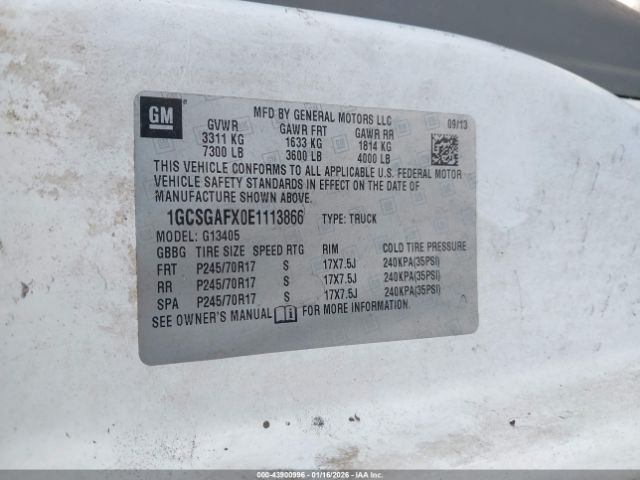 GM
MFD BY GENERAL MOTORS LLC 09/13
GVWR GAWR FRT GAWR RR
3311 KG 1633 KG 1814 KG
7300 LB 3600 LB 4000 LB
THIS VEHICLE CONFORMS TO ALL APPLICABLE U.S. FEDERAL MOTOR
VEHICLE SAFETY STANDARDS IN EFFECT ON THE DATE OF
MANUFACTURE SHOWN ABOVE.
1GCSGAFX0E1113866 TYPE: TRUCK
MODEL: G13405
GBBG TIRE SIZE SPEED RTG RIM COLD TIRE PRESSURE
FRT P245/70R17 S 17X7.5J 240KPA(35PSI)
RR P245/70R17 S 17X7.5J 240KPA(35PSI)
SPA P245/70R17 S 17X7.5J 240KPA(35PSI)
SEE OWNER'S MANUAL FOR MORE INFORMATION.
000-43900996 - 01/16/2026 - IAAI.COM